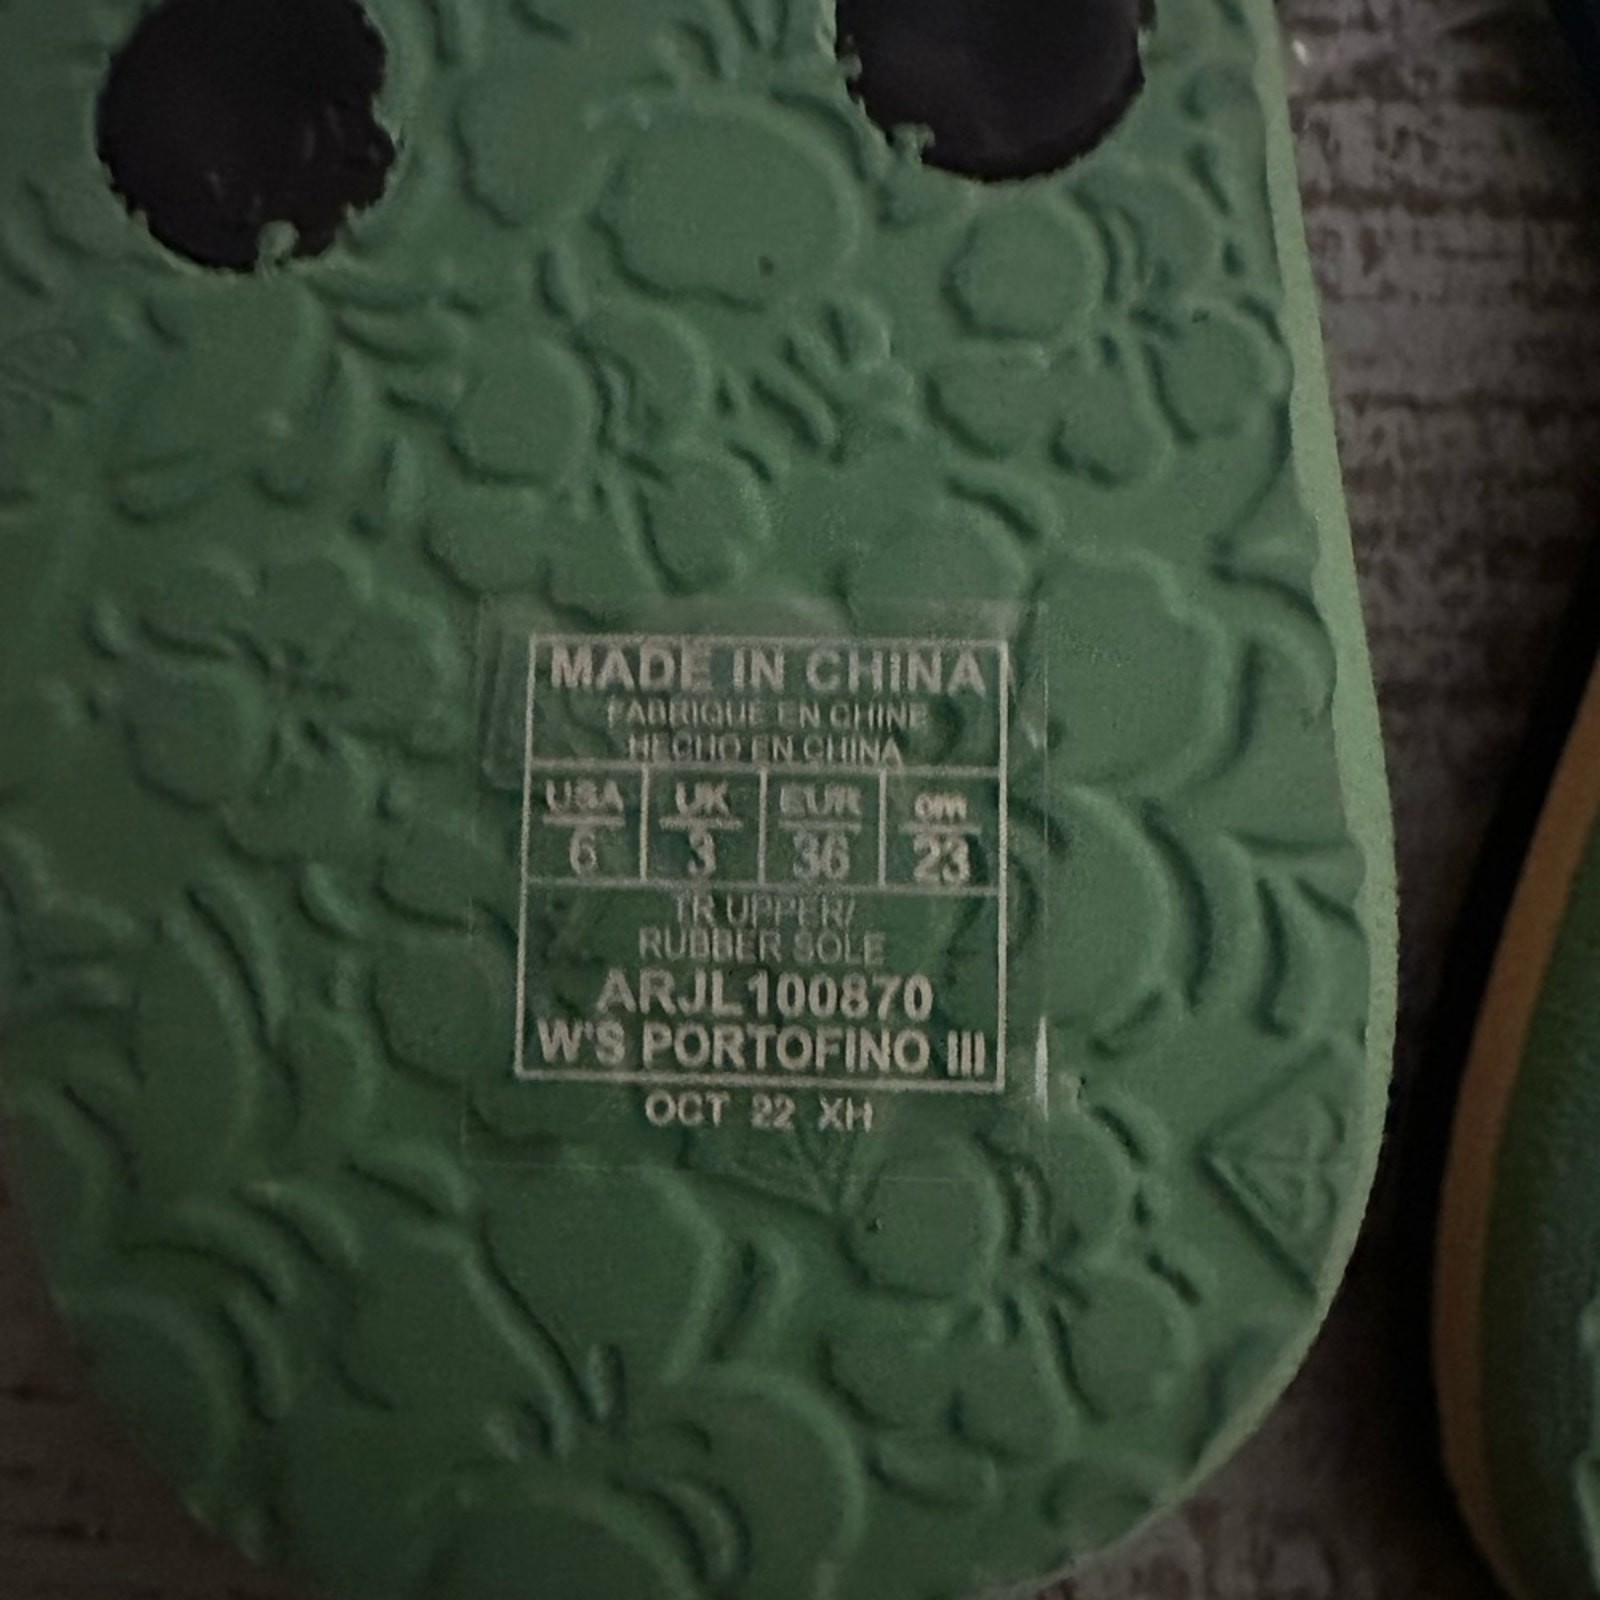 MADE IN CHINA
FABRIQUE EN CHINE
HECHO EN CHINA
USA UK EUR cm
6 3 36 23
TR UPPER/
RUBBER SOLE
ARJL100870
W'S PORTOFINO III
OCT 22 XH